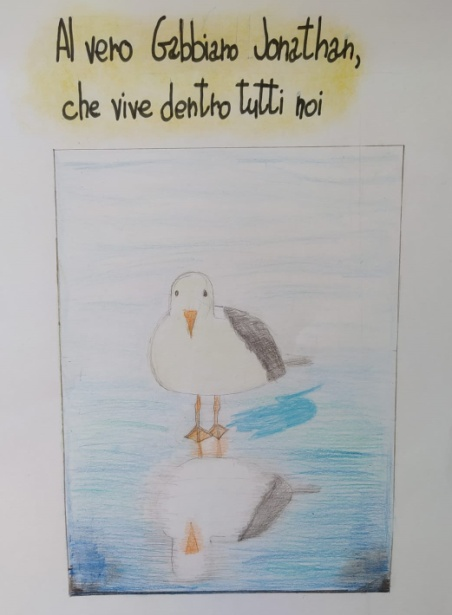 Al vero Gabbiano Jonathan,
che vive dentro tutti noi